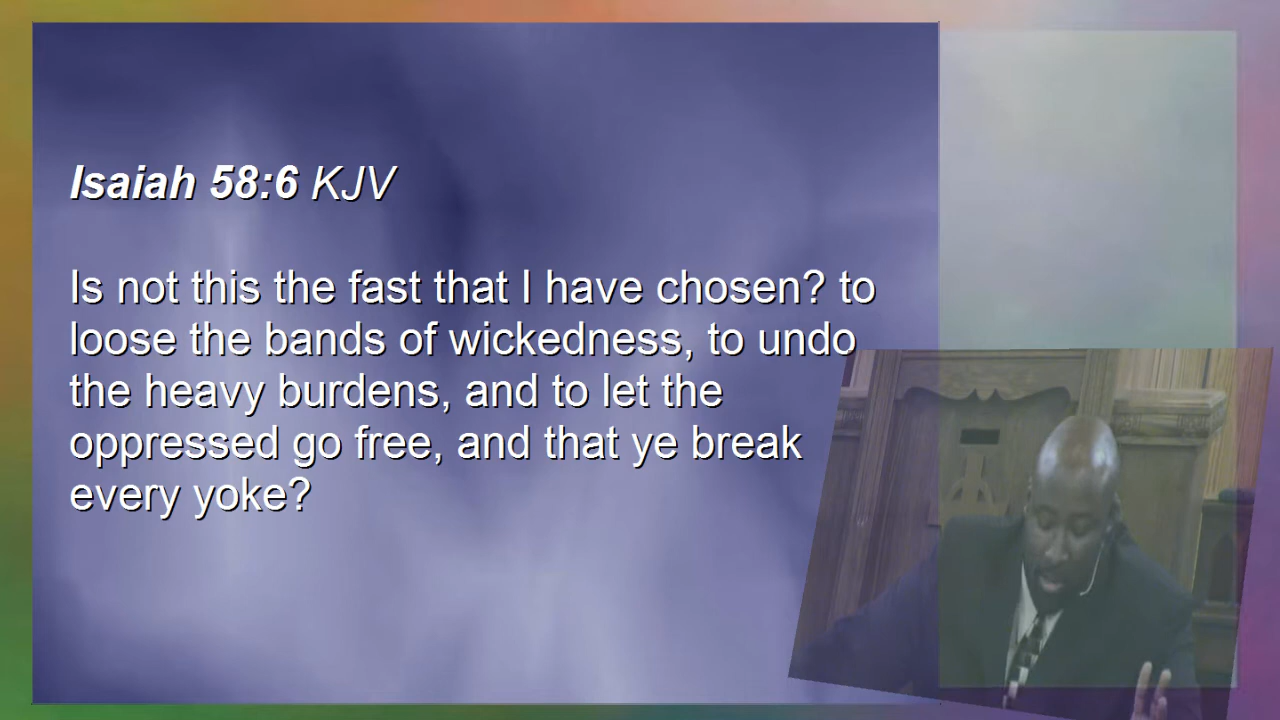 Isaiah 58:6 KJV
Is not this the fast that I have chosen? to
loose the bands of wickedness, to undo
the heavy burdens, and to let the
oppressed go free, and that ye break
every yoke?